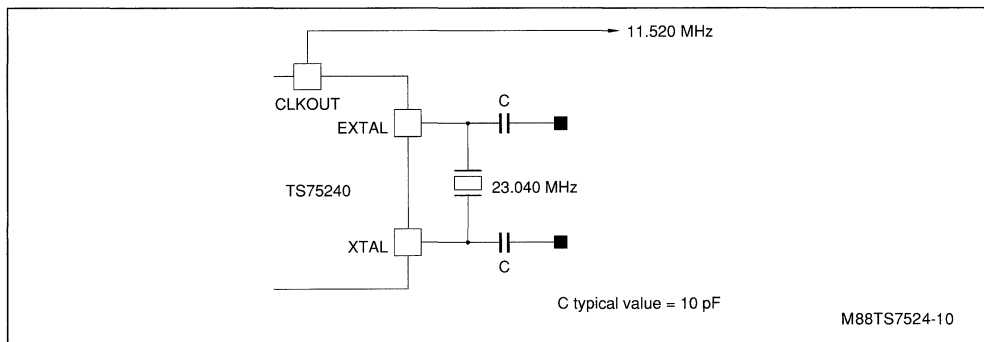 11.520 MHz
CLKOUT
C
EXTAL
TS75240
23.040 MHz
XTAL
C
C typical value = 10 pF
M88TS7524-10